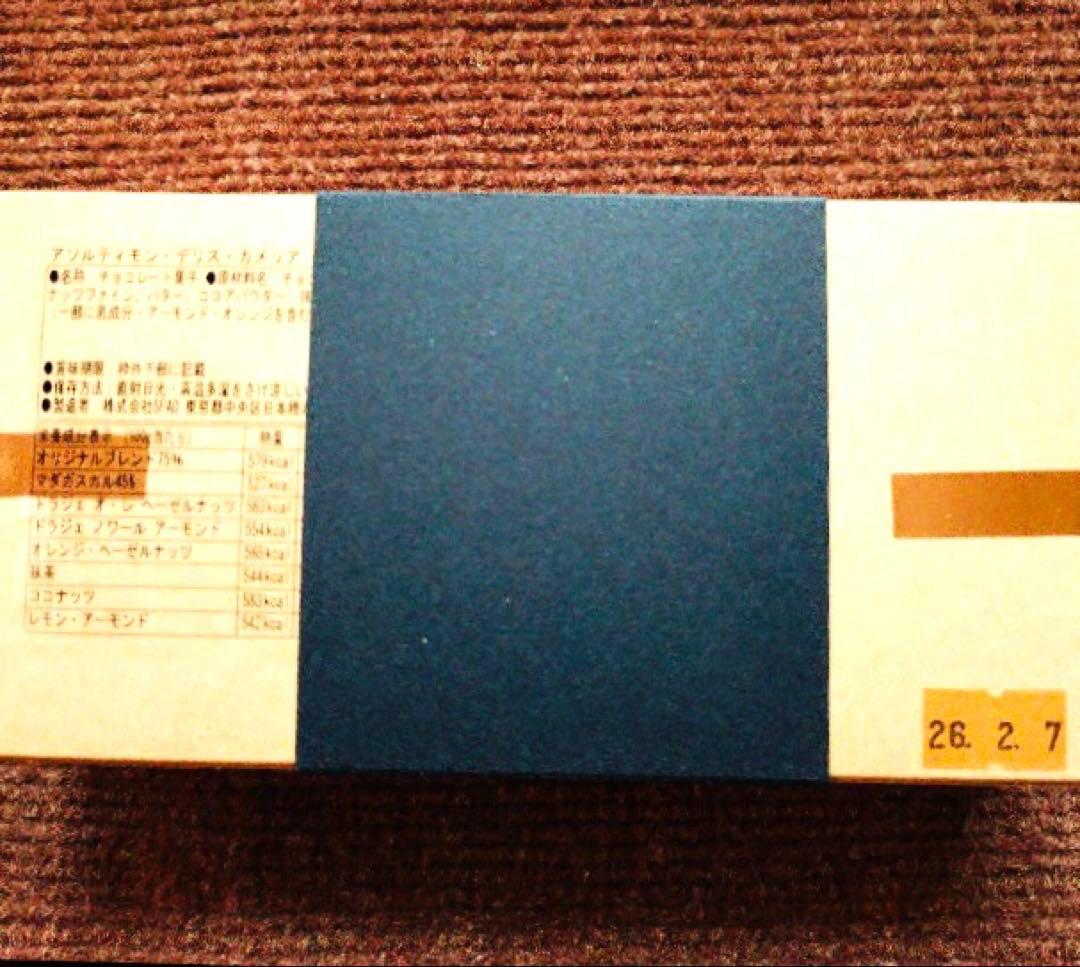 アソルティモン・デリス・カメリア
●名称 チョコレート菓子 ●原材料名 チョ
ナッツファイン、バター、ココアパウダー、抹
(一部に乳成分・アーモンド・オレンジを含む
●賞味期限 枠外下部に記載
●保存方法 直射日光・高温多湿をさけ涼しい
●製造者 株式会社 東京都中央区日本橋
栄養成分表示 (100g当たり) 熱量
オリジナルブレンド75% 579kcal
マダガスカル45% 527kcal
ドラジェ オ・レ ヘーゼルナッツ
ドラジェ ノワール アーモンド 554kcal
オレンジ・ヘーゼルナッツ
抹茶 544kcal
ココナッツ 583kcal
レモン・アーモンド 542kcal
26. 2. 7